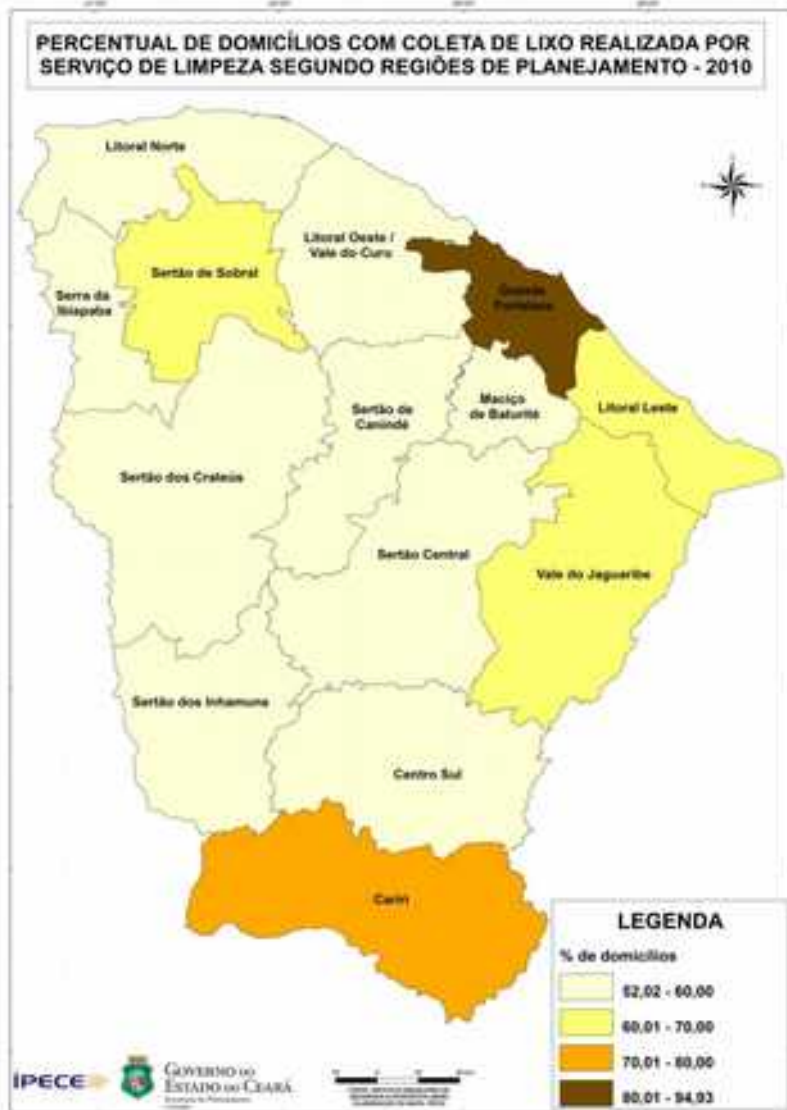 PERCENTUAL DE DOMICÍLIOS COM COLETA DE LIXO REALIZADA POR
SERVIÇO DE LIMPEZA SEGUNDO REGIÕES DE PLANEJAMENTO - 2010
Litoral Norte
Litoral Oeste /
Vale do Curu
Sertão de Sobral
Grande
Fortaleza
Serra da
Ibiapaba
Sertão de
Canindé
Maciço
de Baturité
Litoral Leste
Sertão dos Crateús
Sertão Central
Vale do Jaguaribe
Sertão dos Inhamuns
Centro Sul
Cariri
LEGENDA
% de domicílios
52,02 - 60,00
60,01 - 70,00
70,01 - 80,00
80,01 - 94,93
IPECE
GOVERNO DO
ESTADO DO CEARÁ